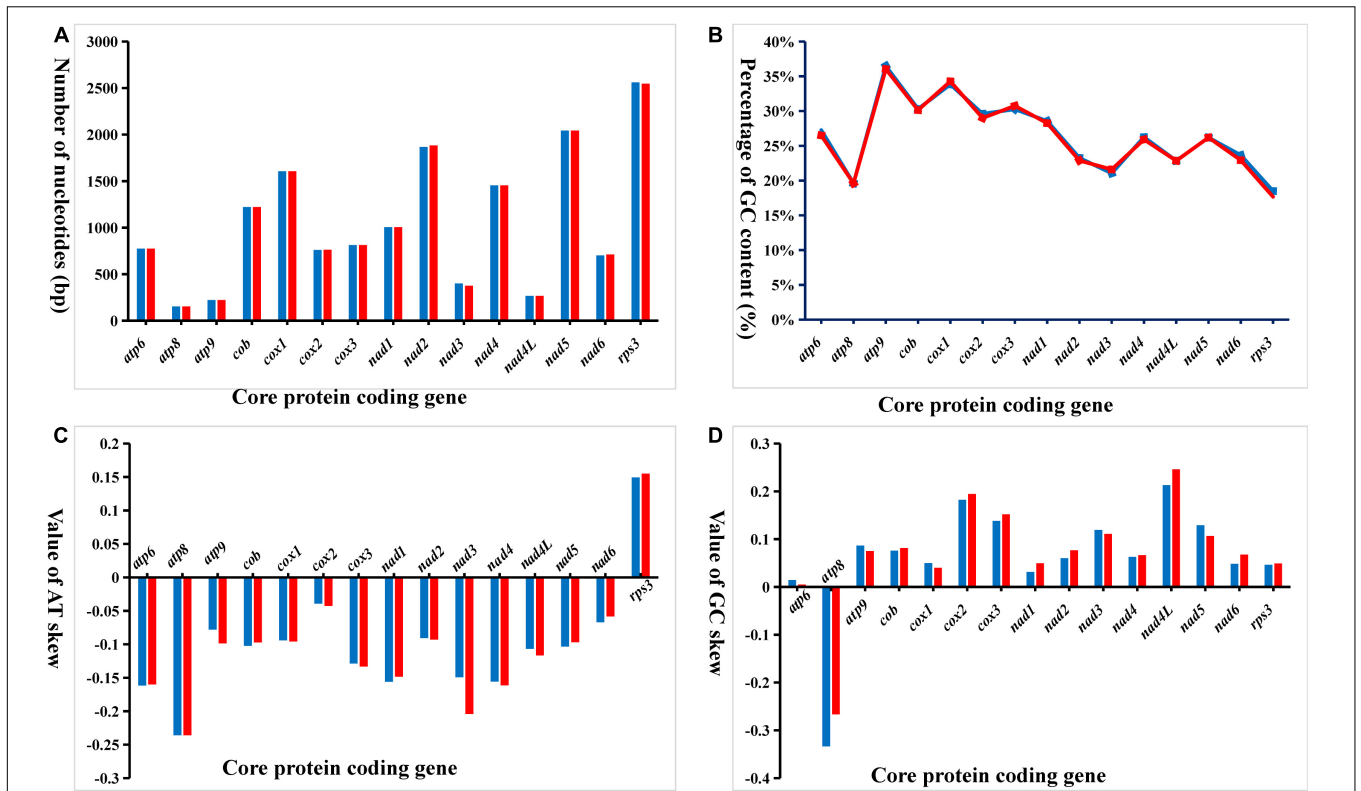 A
Number of nucleotides (bp)
3000
2500
2000
1500
1000
500
0
atp6
atp8
atp9
cob
cox1
cox2
cox3
nad1
nad2
nad3
nad4
nad4L
nad5
nad6
rps3
Core protein coding gene
B
Percentage of GC content (%)
40%
35%
30%
25%
20%
15%
10%
5%
0%
atp6
atp8
atp9
cob
cox1
cox2
cox3
nad1
nad2
nad3
nad4
nad4L
nad5
nad6
rps3
Core protein coding gene
C
Value of AT skew
0.2
0.15
0.1
0.05
0
-0.05
-0.1
-0.15
-0.2
-0.25
-0.3
atp6
atp8
atp9
cob
cox1
cox2
cox3
nad1
nad2
nad3
nad4
nad4L
nad5
nad6
rps3
Core protein coding gene
D
Value of GC skew
0.3
0.2
0.1
0
-0.1
-0.2
-0.3
-0.4
atp6
atp8
atp9
cob
cox1
cox2
cox3
nad1
nad2
nad3
nad4
nad4L
nad5
nad6
rps3
Core protein coding gene